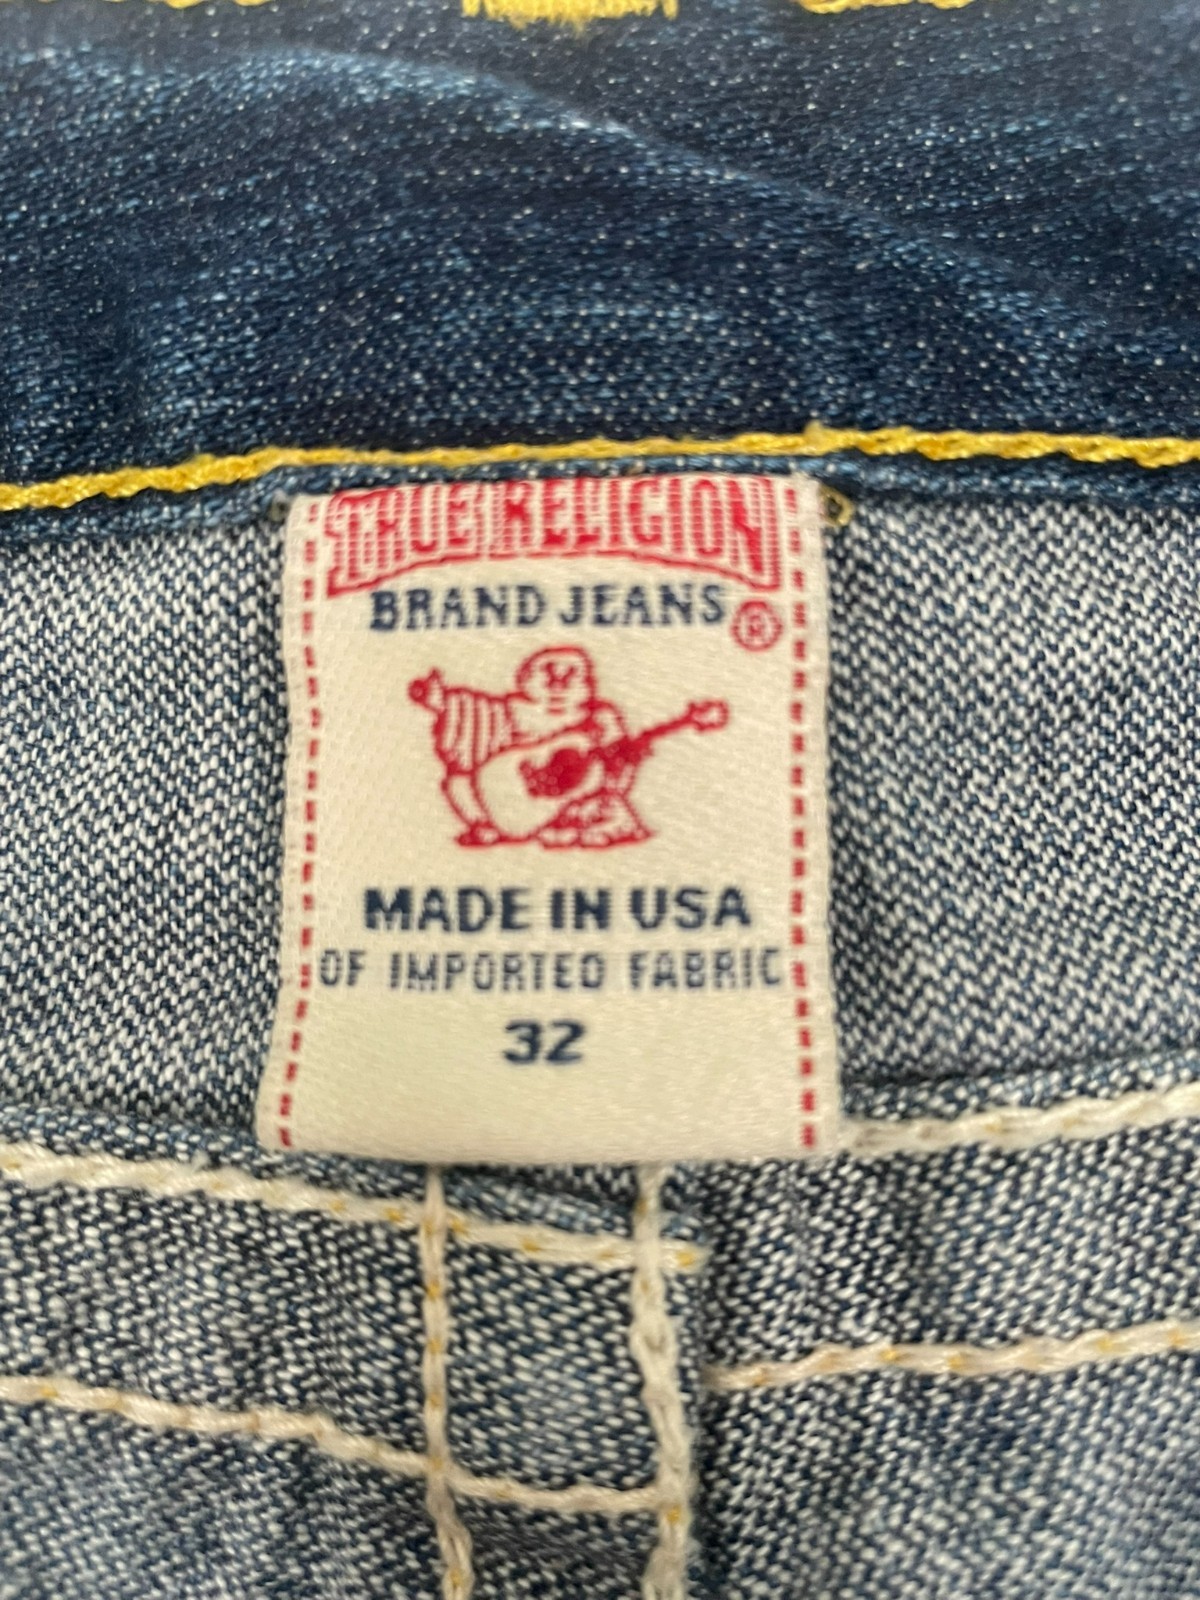 TRUE RELIGION
BRAND JEANS
®
MADE IN USA
OF IMPORTED FABRIC
32